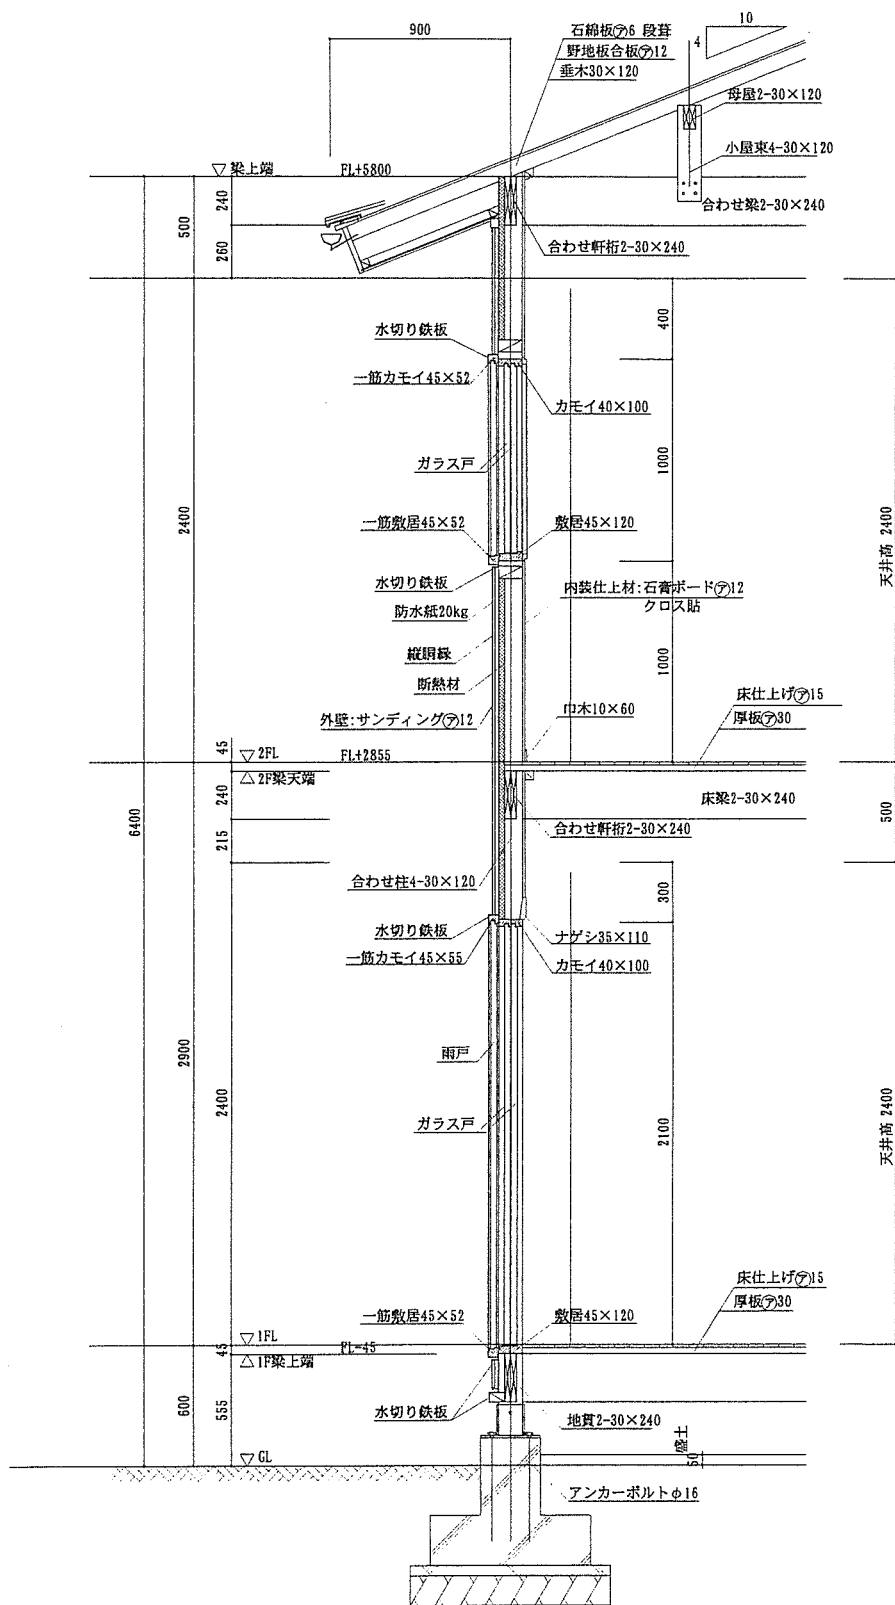 900
石綿板㋐6 段葺
野地板合板㋐12
垂木30×120
10
4
母屋2-30×120
小屋束4-30×120
合わせ梁2-30×240
▽梁上端
FL+5800
240
500
260
合わせ軒桁2-30×240
水切り鉄板
一筋カモイ45×52
カモイ40×100
400
ガラス戸
1000
2400
天井高 2400
一筋敷居45×52
敷居45×120
水切り鉄板
防水紙20kg
内装仕上材:石膏ボード㋐12
クロス貼
縦胴縁
断熱材
1000
外壁:サンディング㋐12
巾木10×60
床仕上げ㋐15
厚板㋐30
45
▽2FL
FL+2855
△2F梁天端
240
床梁2-30×240
500
6400
215
合わせ軒桁2-30×240
合わせ柱4-30×120
300
水切り鉄板
ナゲシ35×110
一筋カモイ45×55
カモイ40×100
雨戸
2900
2400
ガラス戸
2100
天井高 2400
床仕上げ㋐15
厚板㋐30
一筋敷居45×52
敷居45×120
▽1FL
45
FL-45
△1F梁上端
600
555
水切り鉄板
地貫2-30×240
盛土
50
▽GL
アンカーボルトφ16